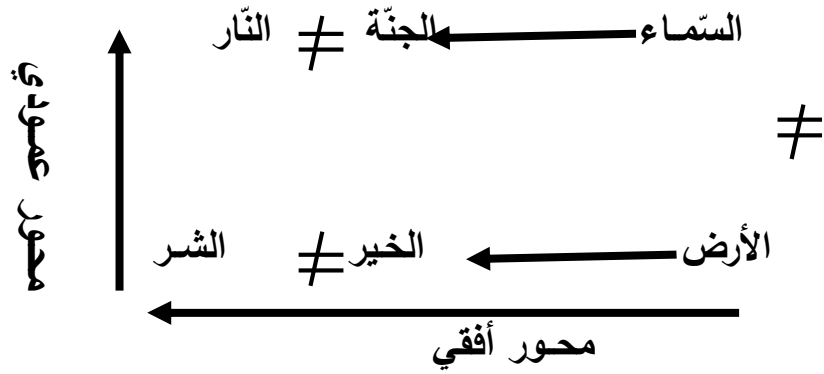 السّماء الجنّة ≠ النّار
≠
الأرض الخير ≠ الشر
محور أفقي
محور عمودي